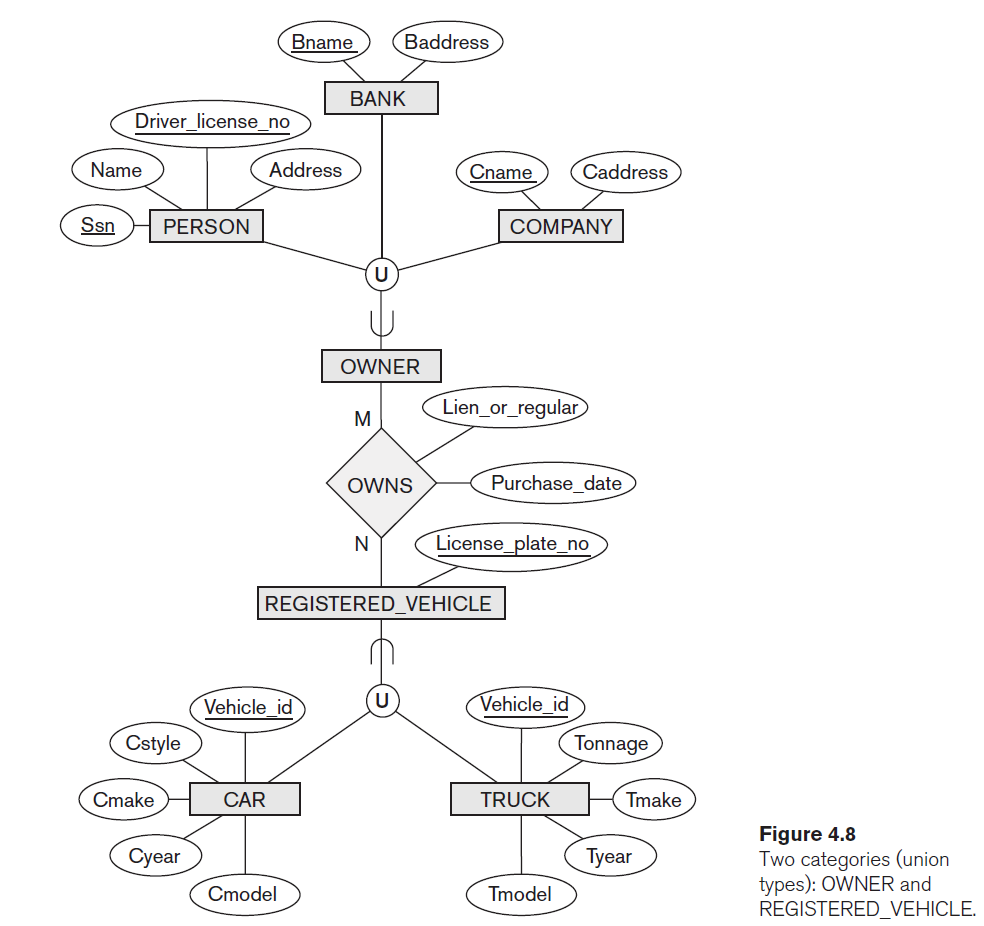 Bname
Baddress
BANK
Driver_license_no
Name
Address
Cname
Caddress
Ssn
PERSON
COMPANY
U
OWNER
M
Lien_or_regular
OWNS
Purchase_date
N
License_plate_no
REGISTERED_VEHICLE
U
Vehicle_id
Vehicle_id
Cstyle
Tonnage
Cmake
CAR
TRUCK
Tmake
Cyear
Tyear
Cmodel
Tmodel
Figure 4.8
Two categories (union
types): OWNER and
REGISTERED_VEHICLE.